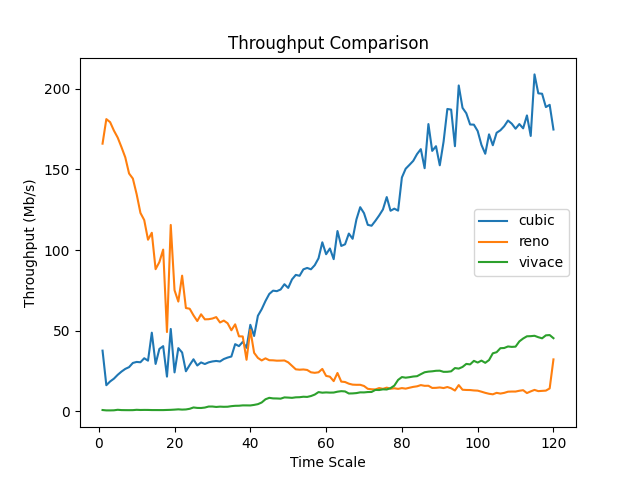 Throughput Comparison
Throughput (Mb/s)
200
150
100
50
0
cubic
reno
vivace
0 20 40 60 80 100 120
Time Scale